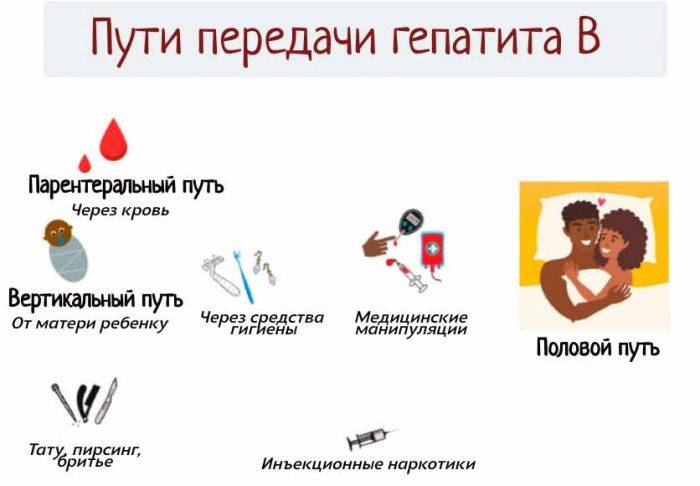 Пути передачи гепатита В
Парентеральный путь
Через кровь
Вертикальный путь
От матери ребенку
Через средства
гигиены
Медицинские
манипуляции
Половой путь
Тату, пирсинг,
бритье
Инъекционные наркотики